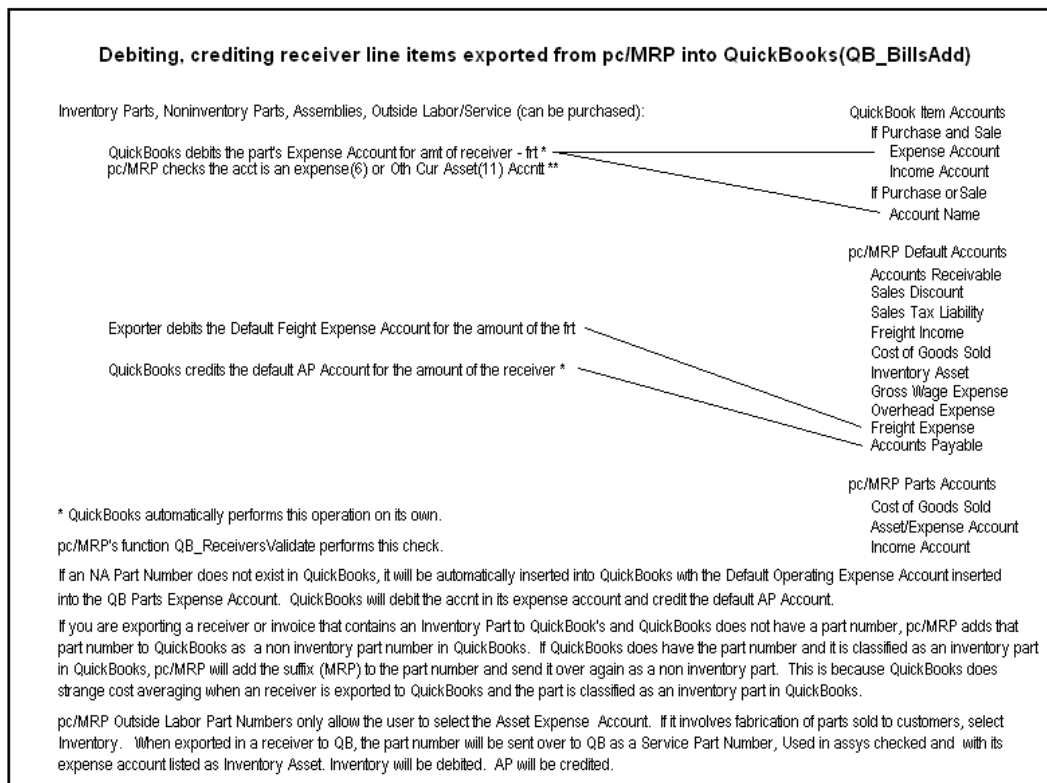 Debiting, crediting receiver line items exported from pc/MRP into QuickBooks(QB_BillsAdd)
Inventory Parts, Noninventory Parts, Assemblies, Outside Labor/Service (can be purchased):
QuickBooks debits the part's Expense Account for amt of receiver - frt *
pc/MRP checks the acct is an expense(6) or Oth Cur Asset(11) Accntt **
QuickBook Item Accounts
If Purchase and Sale
Expense Account
Income Account
If Purchase or Sale
Account Name
pc/MRP Default Accounts
Accounts Receivable
Sales Discount
Sales Tax Liability
Freight Income
Cost of Goods Sold
Inventory Asset
Gross Wage Expense
Overhead Expense
Freight Expense
Accounts Payable
Exporter debits the Default Feight Expense Account for the amount of the frt
QuickBooks credits the default AP Account for the amount of the receiver *
pc/MRP Parts Accounts
Cost of Goods Sold
Asset/Expense Account
Income Account
* QuickBooks automatically performs this operation on its own.
pc/MRP's function QB_ReceiversValidate performs this check.
If an NA Part Number does not exist in QuickBooks, it will be automatically inserted into QuickBooks wth the Default Operating Expense Account inserted
into the QB Parts Expense Account. QuickBooks will debit the accnt in its expense account and credit the default AP Account.
If you are exporting a receiver or invoice that contains an Inventory Part to QuickBook's and QuickBooks does not have a part number, pc/MRP adds that
part number to QuickBooks as a non inventory part number in QuickBooks. If QuickBooks does have the part number and it is classified as an inventory part
in QuickBooks, pc/MRP will add the suffix (MRP) to the part number and send it over again as a non inventory part. This is because QuickBooks does
strange cost averaging when an receiver is exported to QuickBooks and the part is classified as an inventory part in QuickBooks.
pc/MRP Outside Labor Part Numbers only allow the user to select the Asset Expense Account. If it involves fabrication of parts sold to customers, select
Inventory. When exported in a receiver to QB, the part number will be sent over to QB as a Service Part Number, Used in assys checked and with its
expense account listed as Inventory Asset. Inventory will be debited. AP will be credited.